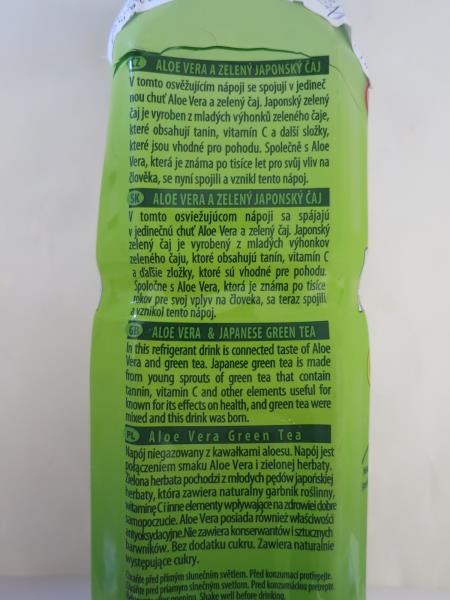 CZ ALOE VERA A ZELENÝ JAPONSKÝ ČAJ
V tomto osvěžujícím nápoji se spojují v jedineč
nou chuť Aloe Vera a zelený čaj. Japonský zelený
čaj je vyroben z mladých výhonků zeleného čaje,
které obsahují tanin, vitamín C a další složky,
které jsou vhodné pro pohodu. Společně s Aloe
Vera, která je známa po tisíce let pro svůj vliv na
člověka, se nyní spojili a vznikl tento nápoj.
SK ALOE VERA A ZELENÝ JAPONSKÝ ČAJ
V tomto osviežujúcom nápoji sa spájajú
v jedinečnú chuť Aloe Vera a zelený čaj. Japonský
zelený čaj je vyrobený z mladých výhonkov
zeleného čaju, ktoré obsahujú tanín, vitamín C
a ďaľšie zložky, ktoré sú vhodné pre pohodu.
Spoločne s Aloe Vera, ktorá je známa po tisíce
rokov pre svoj vplyv na človeka, sa teraz spojili
a vznikol tento nápoj.
GB ALOE VERA & JAPANESE GREEN TEA
In this refrigerant drink is connected taste of Aloe
Vera and green tea. Japanese green tea is made
from young sprouts of green tea that contain
tannin, vitamin C and other elements useful for
known for its effects on health, and green tea were
mixed and this drink was born.
PL Aloe Vera Green Tea
Napój niegazowany z kawałkami aloesu. Napój jest
połączeniem smaku Aloe Vera i zielonej herbaty.
Zielona herbata pochodzi z młodych pędów japońskiej
herbaty, która zawiera naturalny garbnik roślinny,
witaminę C i inne elementy wpływające na zdrowie i dobre
samopoczucie. Aloe Vera posiada również właściwości
antyoksydacyjne. Nie zawiera konserwantów i sztucznych
barwników. Bez dodatku cukru. Zawiera naturalnie
występujące cukry.
Chraňte před přímým slunečním světlem. Před konzumací protřepejte.
Chráňte pred priamym slnečným svetlom. Pred konzumáciou pretrepte.
after opening. Shake well before drinking.